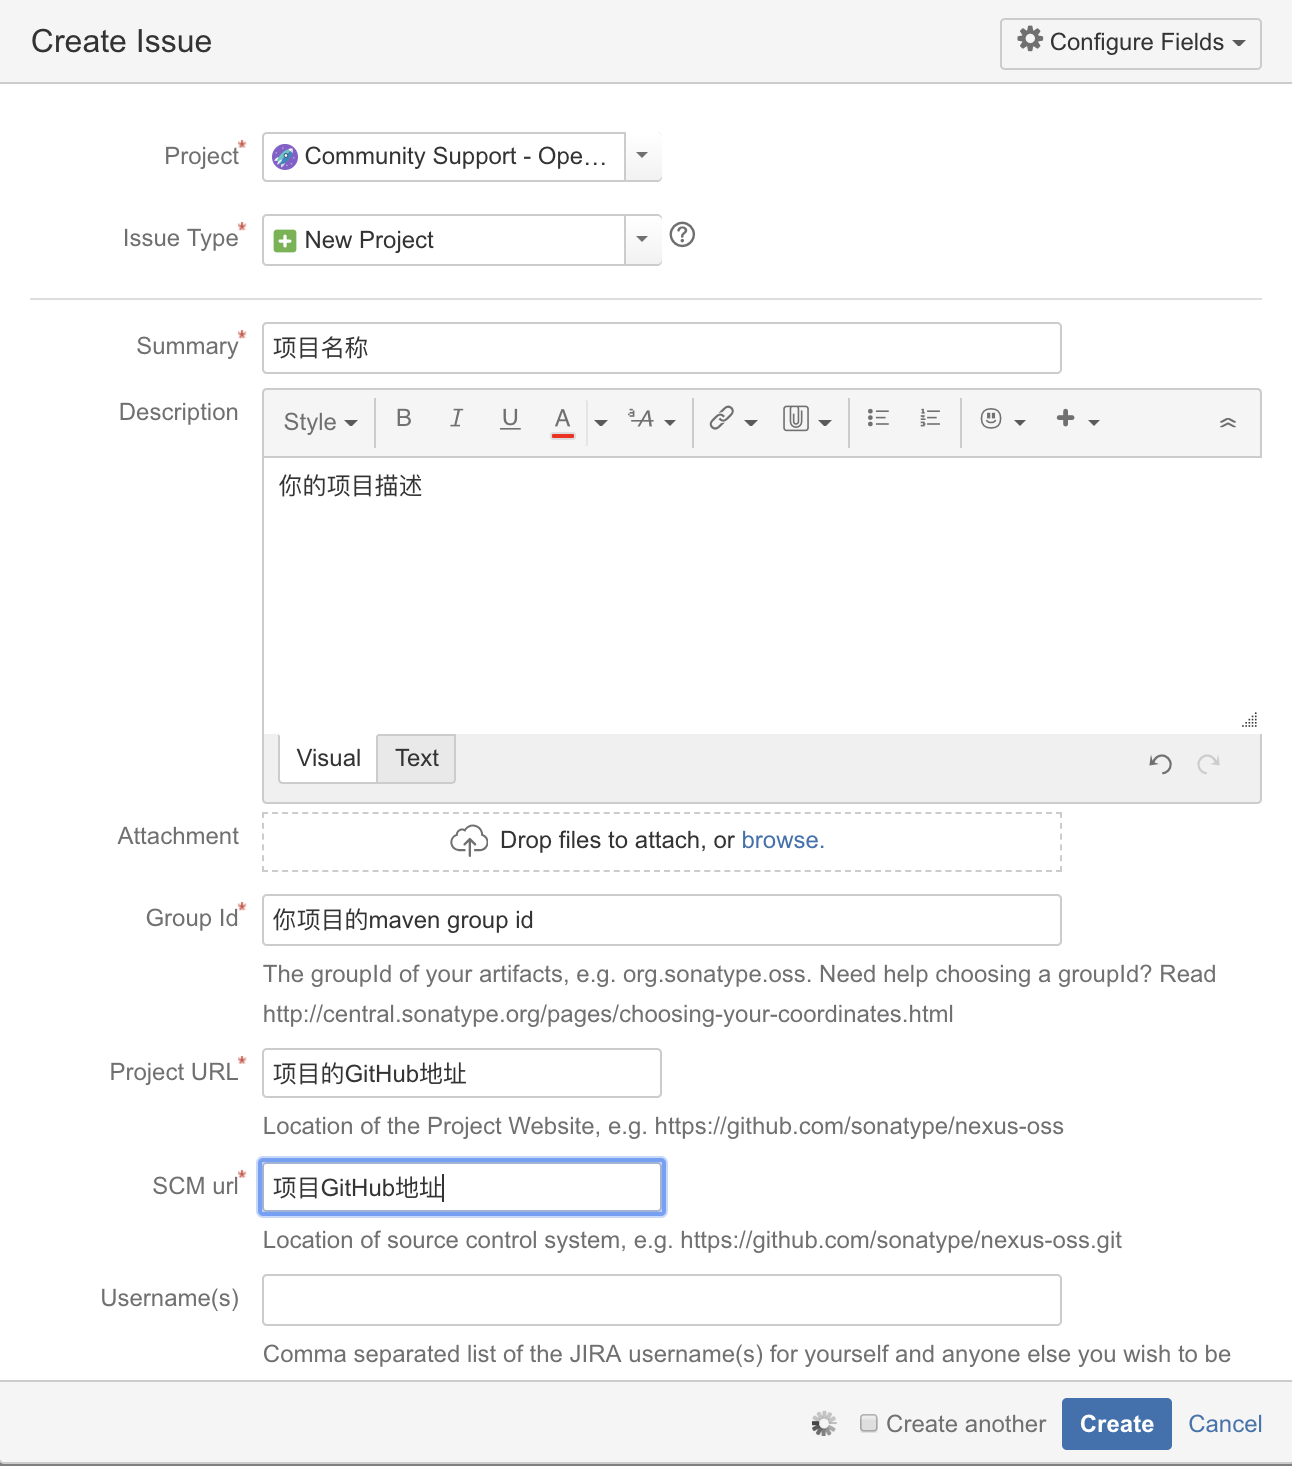 Create Issue
Configure Fields
Project*
Community Support - Ope...
Issue Type*
New Project
Summary*
项目名称
Description
Style
B I U A ªA
你的项目描述
Visual
Text
Attachment
Drop files to attach, or browse.
Group Id*
你项目的maven group id
The groupId of your artifacts, e.g. org.sonatype.oss. Need help choosing a groupId? Read
http://central.sonatype.org/pages/choosing-your-coordinates.html
Project URL*
项目的GitHub地址
Location of the Project Website, e.g. https://github.com/sonatype/nexus-oss
SCM url*
项目GitHub地址
Location of source control system, e.g. https://github.com/sonatype/nexus-oss.git
Username(s)
Comma separated list of the JIRA username(s) for yourself and anyone else you wish to be
Create another
Create
Cancel